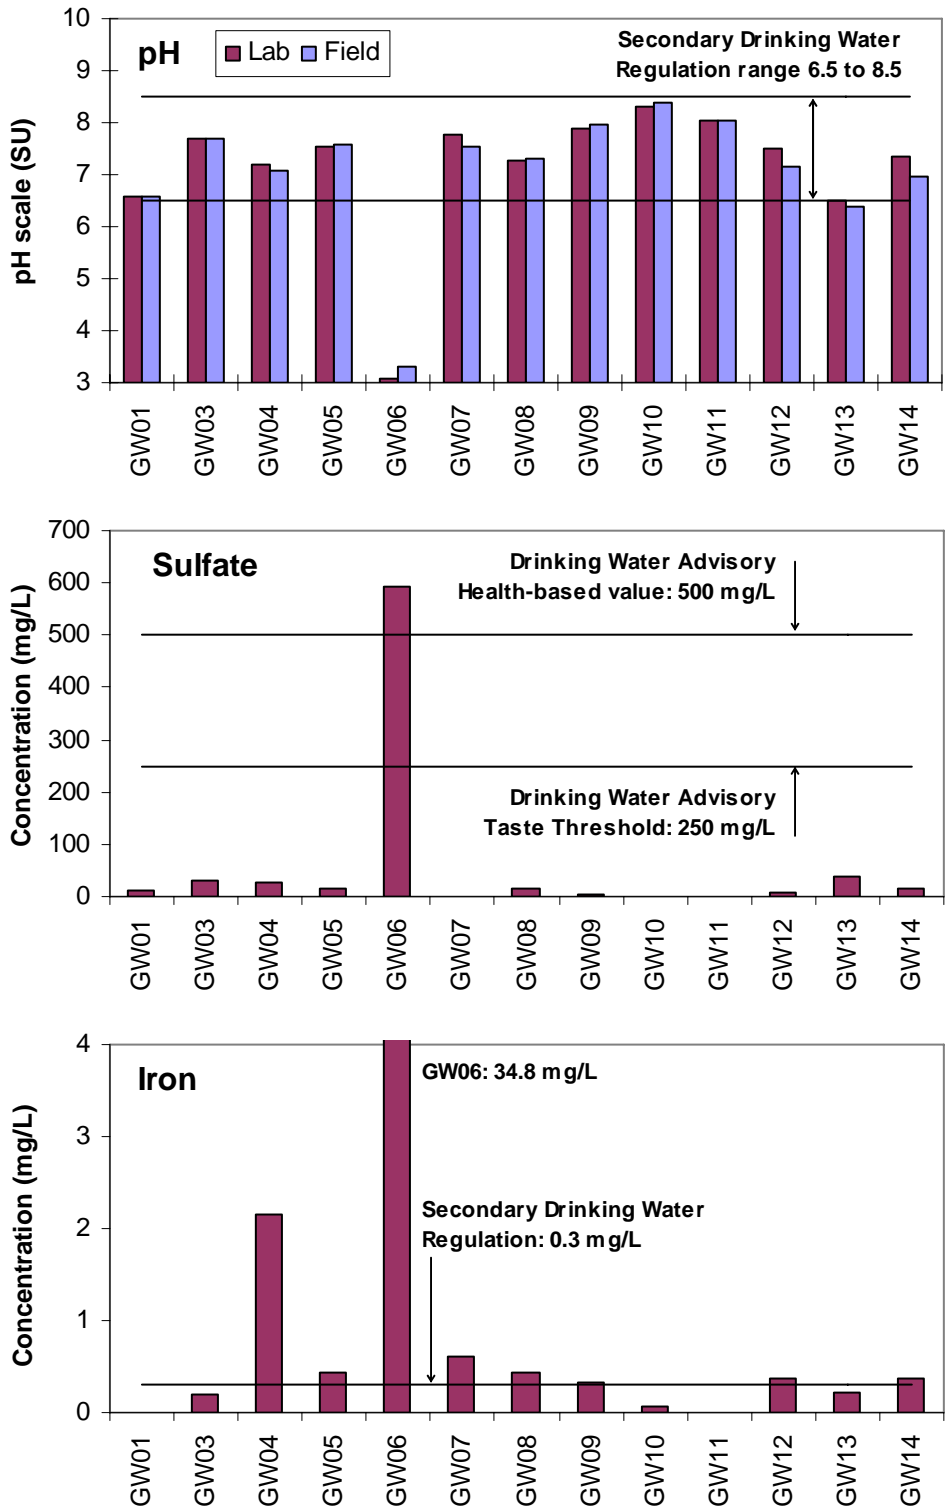 pH
Lab Field
Secondary Drinking Water
Regulation range 6.5 to 8.5
pH scale (SU)
10
9
8
7
6
5
4
3
GW01 GW03 GW04 GW05 GW06 GW07 GW08 GW09 GW10 GW11 GW12 GW13 GW14
Sulfate
Drinking Water Advisory
Health-based value: 500 mg/L
Drinking Water Advisory
Taste Threshold: 250 mg/L
Concentration (mg/L)
700
600
500
400
300
200
100
0
GW01 GW03 GW04 GW05 GW06 GW07 GW08 GW09 GW10 GW11 GW12 GW13 GW14
Iron
GW06: 34.8 mg/L
Secondary Drinking Water
Regulation: 0.3 mg/L
Concentration (mg/L)
4
3
2
1
0
GW01 GW03 GW04 GW05 GW06 GW07 GW08 GW09 GW10 GW11 GW12 GW13 GW14